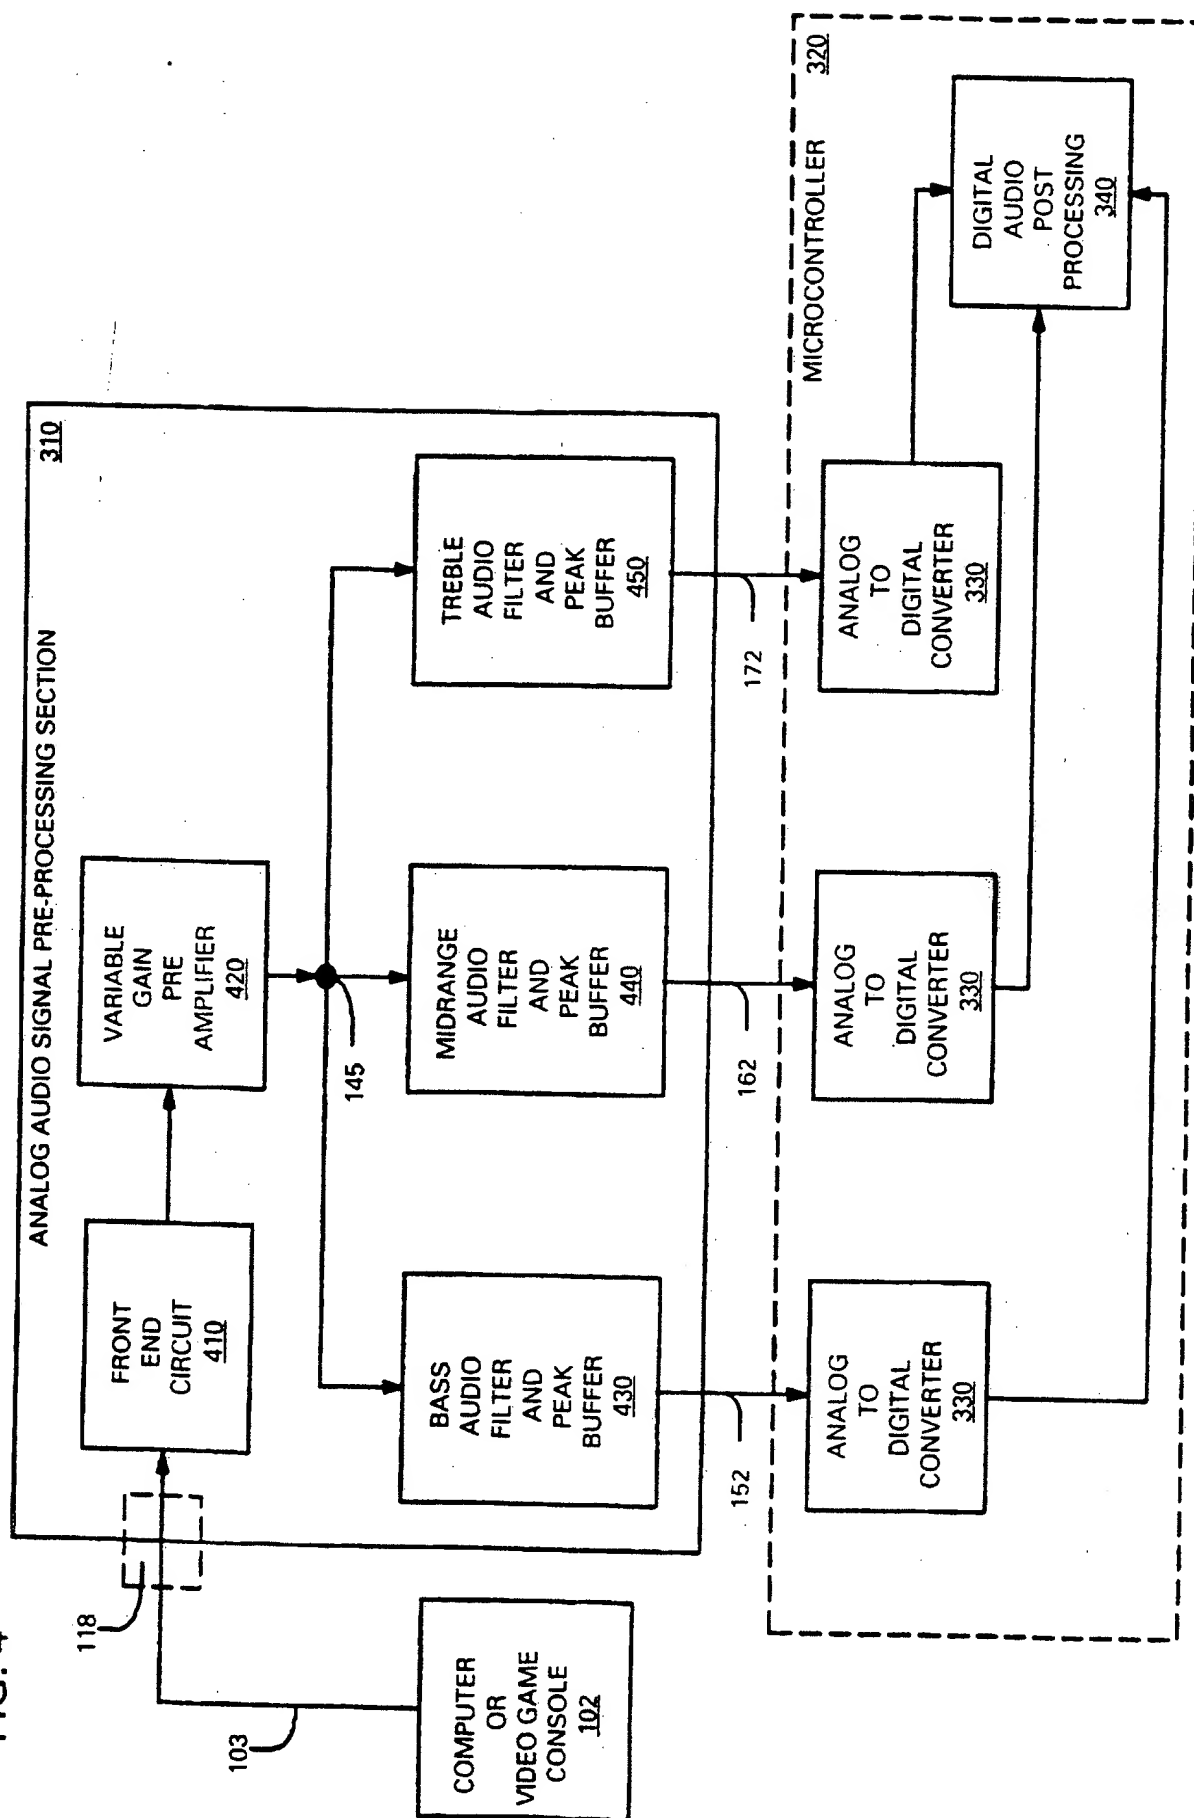 FIG. 4
ANALOG AUDIO SIGNAL PRE-PROCESSING SECTION
310
118
103
FRONT
END
CIRCUIT
410
VARIABLE
GAIN
PRE
AMPLIFIER
420
145
COMPUTER
OR
VIDEO GAME
CONSOLE
102
BASS
AUDIO
FILTER
AND
PEAK
BUFFER
430
MIDRANGE
AUDIO
FILTER
AND
PEAK
BUFFER
440
TREBLE
AUDIO
FILTER
AND
PEAK
BUFFER
450
152
162
172
MICROCONTROLLER
320
ANALOG
TO
DIGITAL
CONVERTER
330
ANALOG
TO
DIGITAL
CONVERTER
330
ANALOG
TO
DIGITAL
CONVERTER
330
DIGITAL
AUDIO
POST
PROCESSING
340